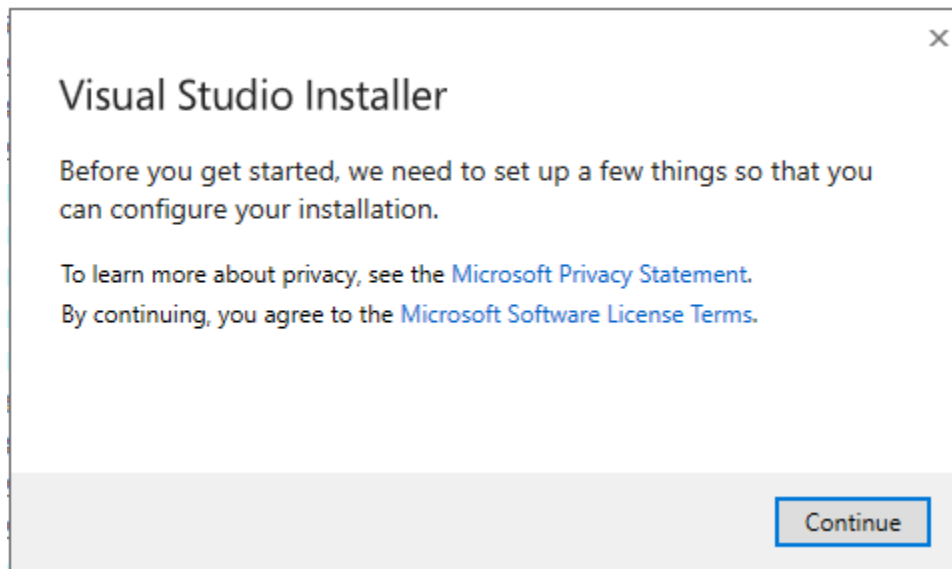 Visual Studio Installer
Before you get started, we need to set up a few things so that you
can configure your installation.
To learn more about privacy, see the Microsoft Privacy Statement.
By continuing, you agree to the Microsoft Software License Terms.
Continue